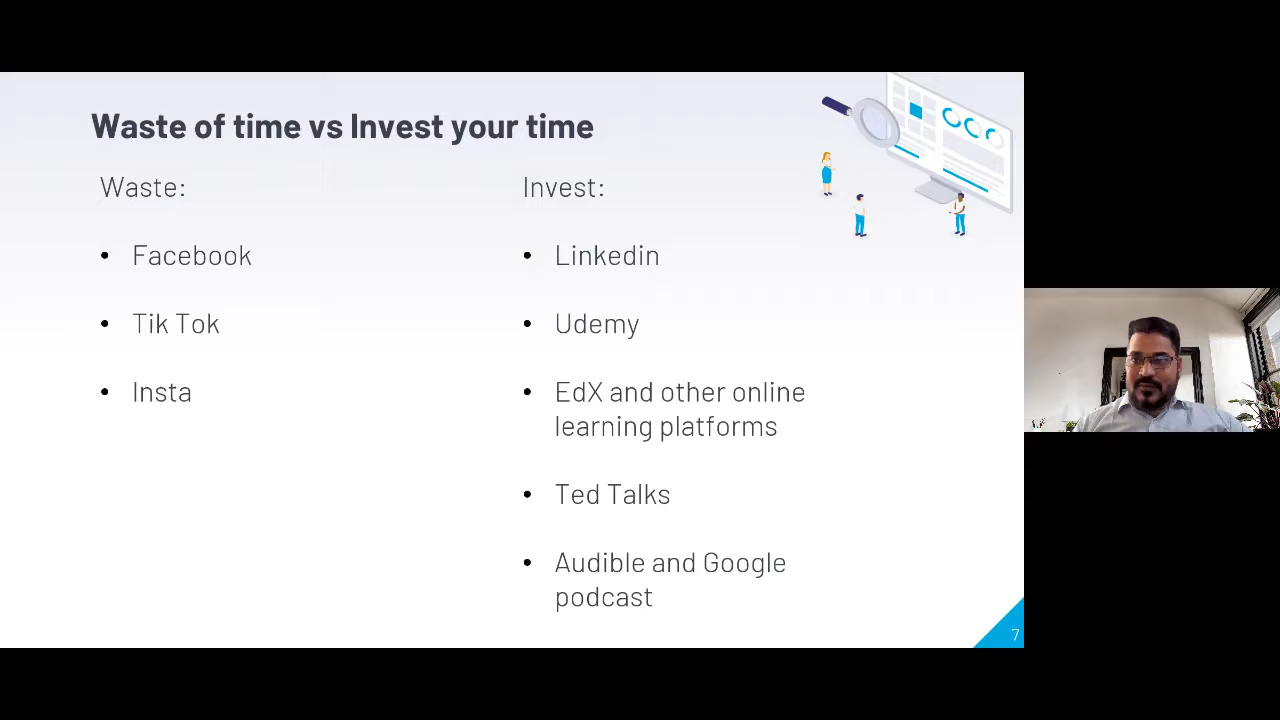 Waste of time vs Invest your time
Waste:
• Facebook
• Tik Tok
• Insta
Invest:
• Linkedin
• Udemy
• EdX and other online
learning platforms
• Ted Talks
• Audible and Google
podcast
7